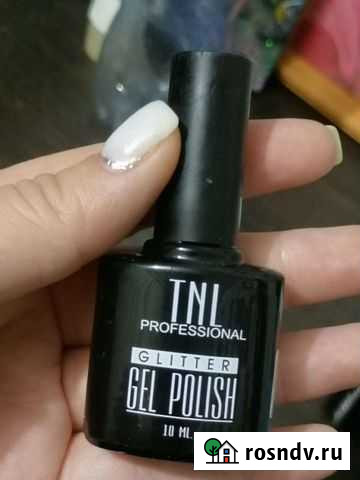 TNL
PROFESSIONAL
GLITTER
GEL POLISH
10 ML
rosndv.ru